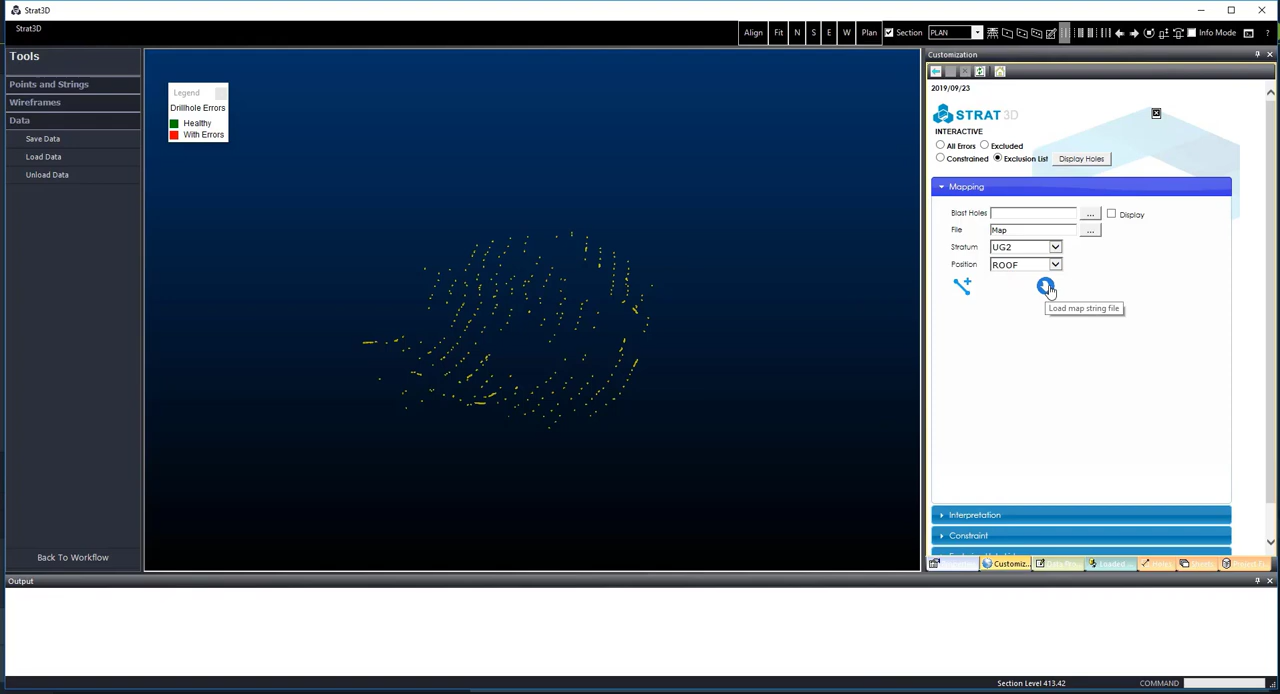 Strat3D
Strat3D
Align Fit N S E W Plan Section PLAN Info Mode ?
Tools
Points and Strings
Wireframes
Data
Save Data
Load Data
Unload Data
Back To Workflow
Legend
Drillhole Errors
Healthy
With Errors
Customization
2019/09/23
STRAT 3D
INTERACTIVE
All Errors Excluded
Constrained Exclusion List Display Holes
Mapping
Blast Holes ... Display
File Map ...
Stratum UG2
Position ROOF
Load map string file
Interpretation
Constraint
Customiz...
Loaded
Output
Section Level 413.42 COMMAND